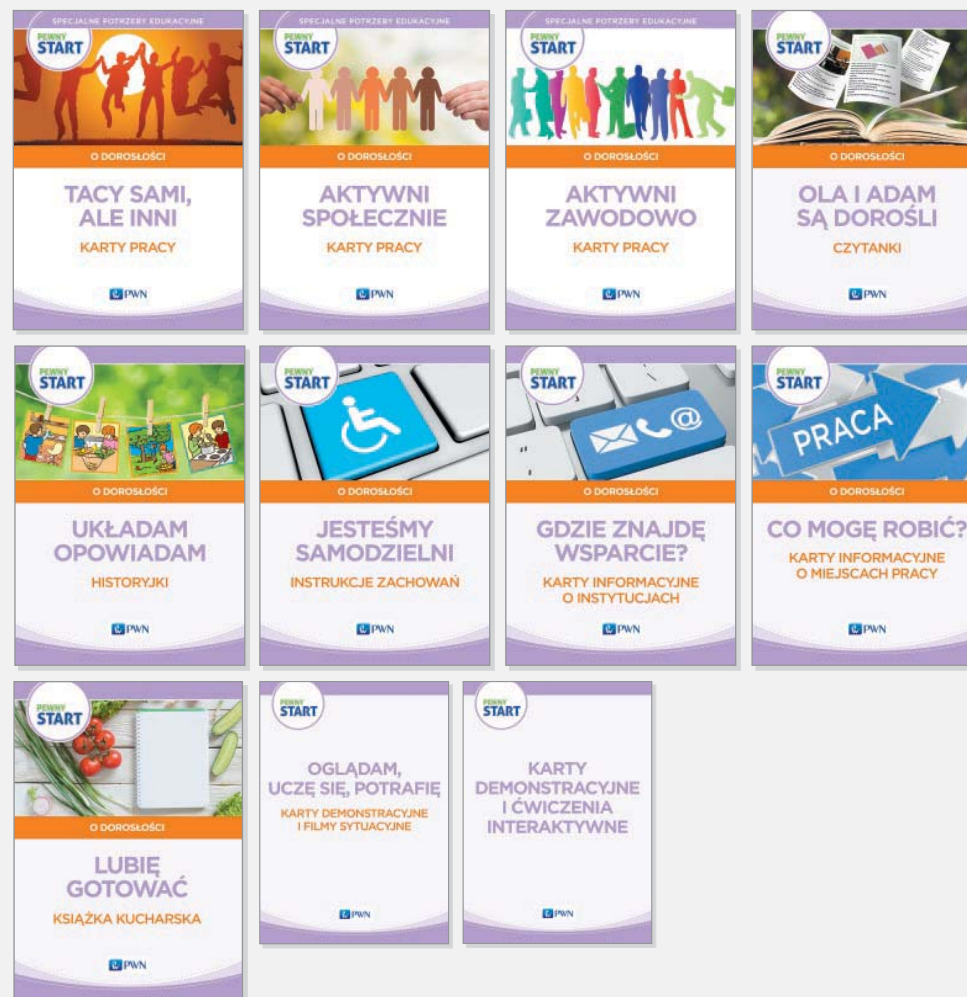 SPECJALNE POTRZEBY EDUKACYJNE
PEWNY
START
O DOROSŁOŚCI
TACY SAMI,
ALE INNI
KARTY PRACY
PWN
SPECJALNE POTRZEBY EDUKACYJNE
PEWNY
START
O DOROSŁOŚCI
AKTYWNI
SPOŁECZNIE
KARTY PRACY
PWN
SPECJALNE POTRZEBY EDUKACYJNE
PEWNY
START
O DOROSŁOŚCI
AKTYWNI
ZAWODOWO
KARTY PRACY
PWN
PEWNY
START
O DOROSŁOŚCI
OLA I ADAM
SĄ DOROŚLI
CZYTANKI
PWN
PEWNY
START
O DOROSŁOŚCI
UKŁADAM
OPOWIADAM
HISTORYJKI
PWN
PEWNY
START
O DOROSŁOŚCI
JESTEŚMY
SAMODZIELNI
INSTRUKCJE ZACHOWAŃ
PWN
PEWNY
START
@
O DOROSŁOŚCI
GDZIE ZNAJDĘ
WSPARCIE?
KARTY INFORMACYJNE
O INSTYTUCJACH
PWN
PEWNY
START
PRACA
O DOROSŁOŚCI
CO MOGĘ ROBIĆ?
KARTY INFORMACYJNE
O MIEJSCACH PRACY
PWN
PEWNY
START
O DOROSŁOŚCI
LUBIĘ
GOTOWAĆ
KSIĄŻKA KUCHARSKA
PWN
PEWNY
START
OGLĄDAM,
UCZĘ SIĘ, POTRAFIĘ
KARTY DEMONSTRACYJNE
I FILMY SYTUACYJNE
PWN
PEWNY
START
KARTY
DEMONSTRACYJNE
I ĆWICZENIA
INTERAKTYWNE
PWN